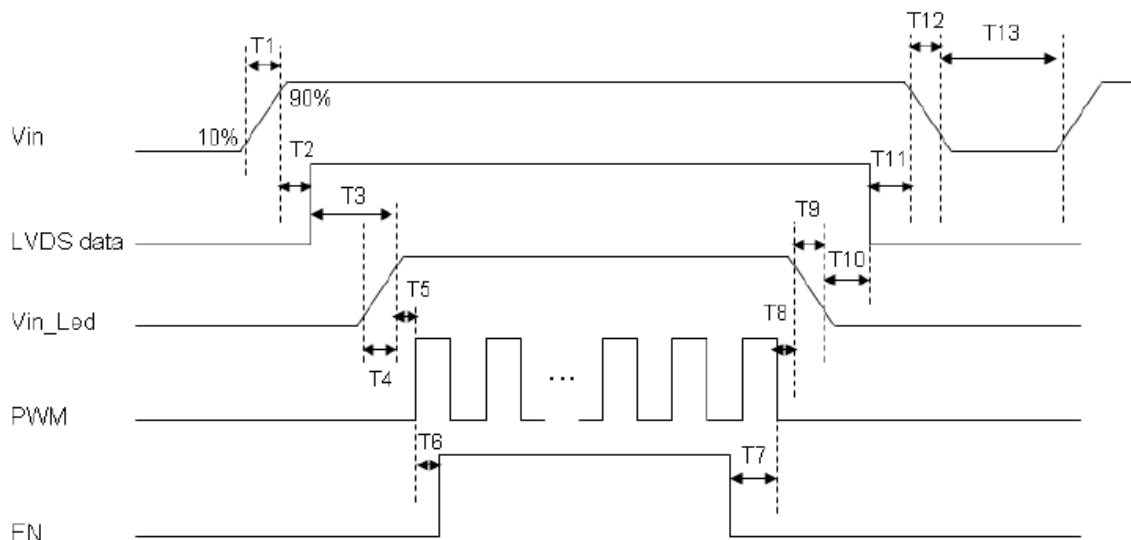 T1
T12
T13
90%
Vin
10%
T2
T11
T3
T9
LVDS data
T10
T5
Vin_Led
T8
T4
...
PWM
T6
T7
EN